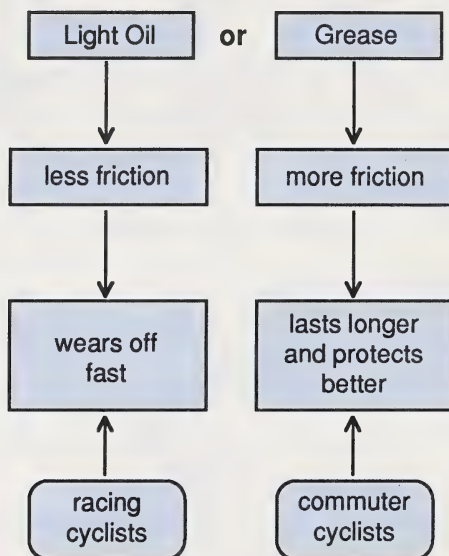 Light Oil or Grease
less friction
more friction
wears off
fast
lasts longer
and protects
better
racing
cyclists
commuter
cyclists